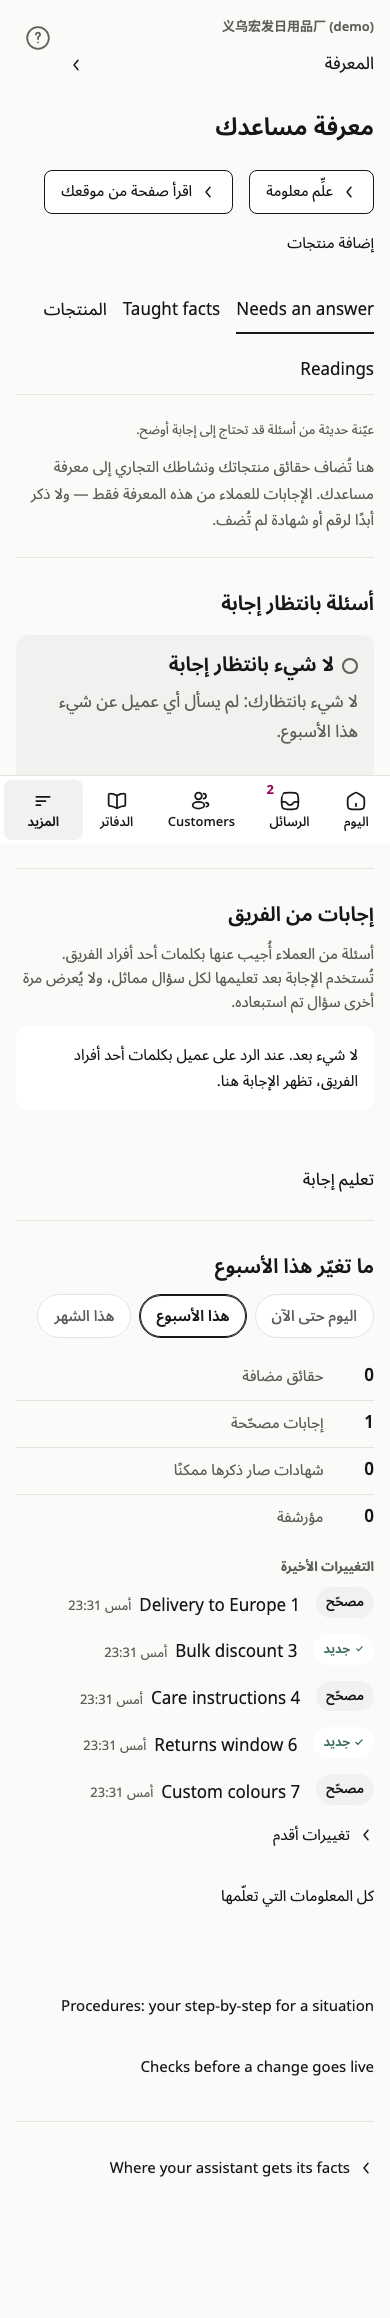 义乌宏发日用品厂 (demo)
المعرفة
معرفة مساعدك
علِّم معلومة
اقرأ صفحة من موقعك
إضافة منتجات
Needs an answer
Taught facts
المنتجات
Readings
عيّنة حديثة من أسئلة قد تحتاج إلى إجابة أوضح.
هنا تُضاف حقائق منتجاتك ونشاطك التجاري إلى معرفة
مساعدك. الإجابات للعملاء من هذه المعرفة فقط — ولا ذكر
أبدًا لرقم أو شهادة لم تُضف.
أسئلة بانتظار إجابة
لا شيء بانتظار إجابة
لا شيء بانتظارك: لم يسأل أي عميل عن شيء
هذا الأسبوع.
اليوم
2
الرسائل
Customers
الدفاتر
المزيد
إجابات من الفريق
أسئلة من العملاء أُجيب عنها بكلمات أحد أفراد الفريق.
تُستخدم الإجابة بعد تعليمها لكل سؤال مماثل، ولا يُعرض مرة
أخرى سؤال تم استبعاده.
لا شيء بعد. عند الرد على عميل بكلمات أحد أفراد
الفريق، تظهر الإجابة هنا.
تعليم إجابة
ما تغيّر هذا الأسبوع
اليوم حتى الآن
هذا الأسبوع
هذا الشهر
0 حقائق مضافة
1 إجابات مصحّحة
0 شهادات صار ذكرها ممكنًا
0 مؤرشفة
التغييرات الأخيرة
مصحّح Delivery to Europe 1 أمس 23:31
جديد Bulk discount 3 أمس 23:31
مصحّح Care instructions 4 أمس 23:31
جديد Returns window 6 أمس 23:31
مصحّح Custom colours 7 أمس 23:31
تغييرات أقدم
كل المعلومات التي تعلّمها
Procedures: your step-by-step for a situation
Checks before a change goes live
Where your assistant gets its facts